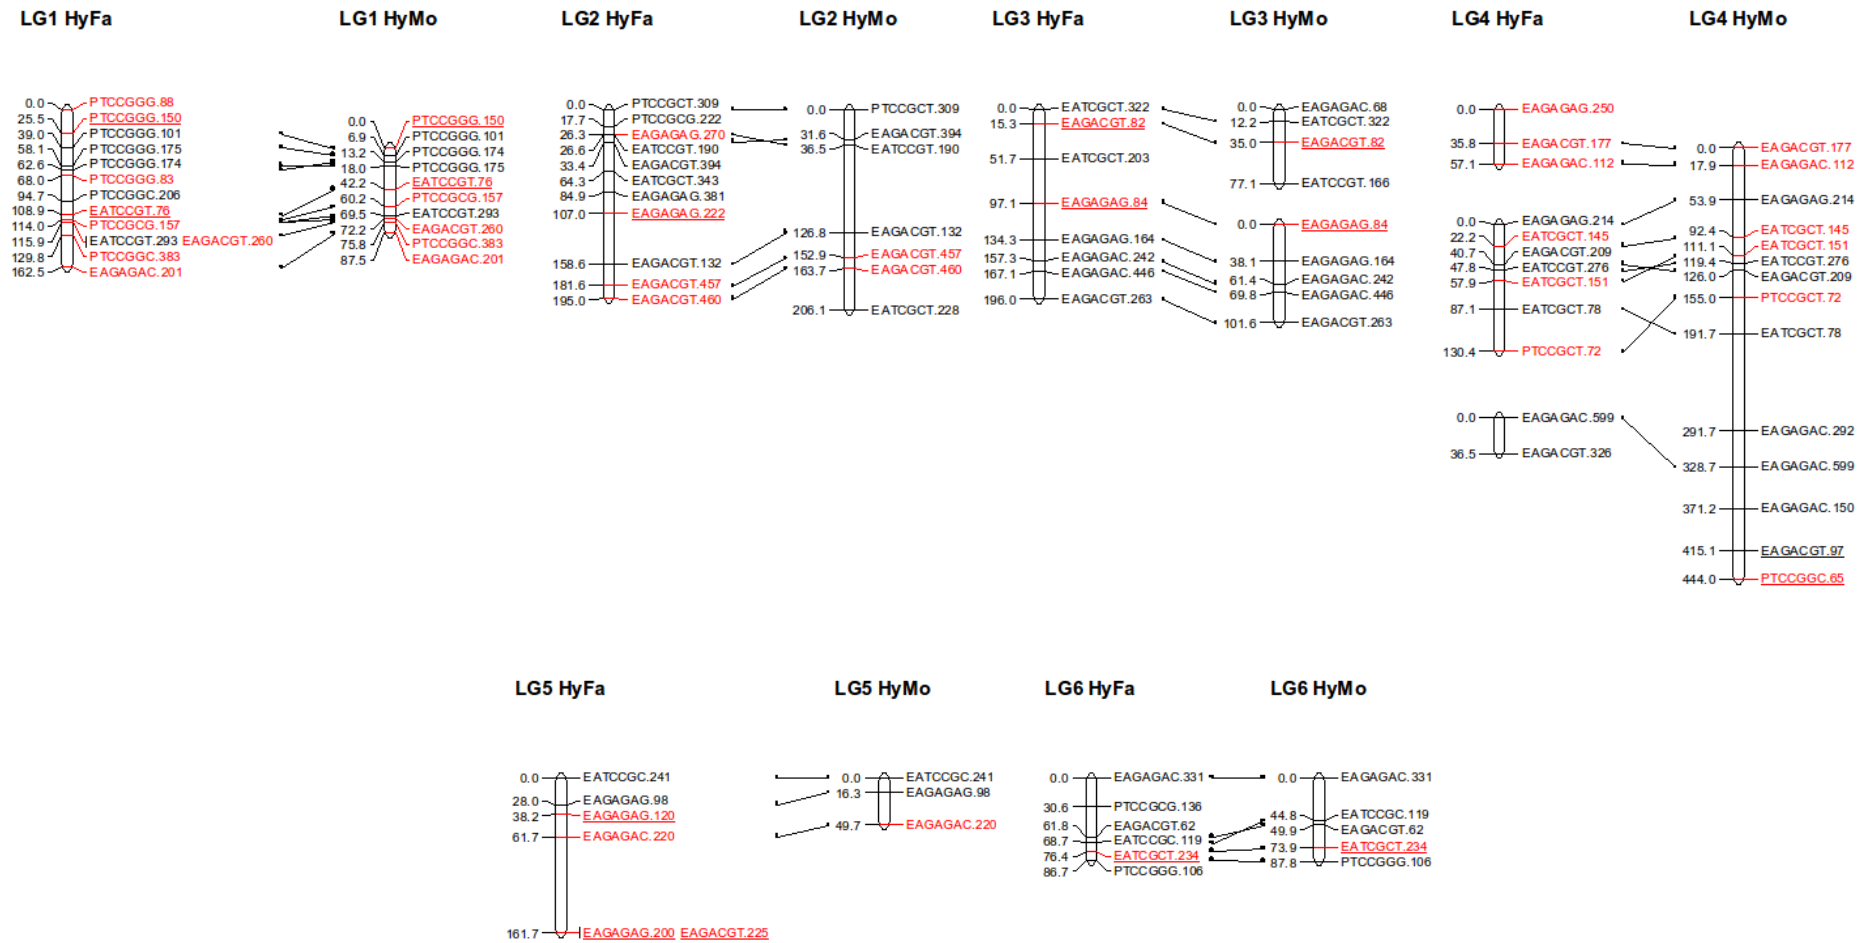 LG1 HyFa
0.0 PTCCGGG.88
25.5 PTCCGGG.150
39.0 PTCCGGG.101
58.1 PTCCGGG.175
62.6 PTCCGGG.174
68.0 PTCCGGG.83
94.7 PTCCGGC.206
108.9 EATCCGT.76
114.0 PTCCGCG.157
115.9 EATCCGT.293 EAGACGT.260
129.8 PTCCGGC.383
162.5 EAGAGAC.201
LG1 HyMo
0.0 PTCCGGG.150
6.9 PTCCGGG.101
13.2 PTCCGGG.174
18.0 PTCCGGG.175
42.2 EATCCGT.76
60.2 PTCCGCG.157
69.5 EATCCGT.293
72.2 EAGACGT.260
75.8 PTCCGGC.383
87.5 EAGAGAC.201
LG2 HyFa
0.0 PTCCGCT.309
17.7 PTCCGCG.222
26.3 EAGAGAG.270
26.6 EATCCGT.190
33.4 EAGACGT.394
64.3 EATCGCT.343
84.9 EAGAGAG.381
107.0 EAGAGAG.222
158.6 EAGACGT.132
181.6 EAGACGT.457
195.0 EAGACGT.460
LG2 HyMo
0.0 PTCCGCT.309
31.6 EAGACGT.394
36.5 EATCCGT.190
126.8 EAGACGT.132
152.9 EAGACGT.457
163.7 EAGACGT.460
206.1 EATCGCT.228
LG3 HyFa
0.0 EATCGCT.322
15.3 EAGACGT.82
51.7 EATCGCT.203
97.1 EAGAGAG.84
134.3 EAGAGAG.164
157.3 EAGAGAC.242
167.1 EAGAGAC.446
196.0 EAGACGT.263
LG3 HyMo
0.0 EAGAGAC.68
12.2 EATCGCT.322
35.0 EAGACGT.82
77.1 EATCCGT.166
0.0 EAGAGAG.84
38.1 EAGAGAG.164
61.4 EAGAGAC.242
69.8 EAGAGAC.446
101.6 EAGACGT.263
LG4 HyFa
0.0 EAGAGAG.250
35.8 EAGACGT.177
57.1 EAGAGAC.112
0.0 EAGAGAG.214
22.2 EATCGCT.145
40.7 EAGACGT.209
47.8 EATCCGT.276
57.9 EATCGCT.151
87.1 EATCGCT.78
130.4 PTCCGCT.72
0.0 EAGAGAC.599
36.5 EAGACGT.326
LG4 HyMo
0.0 EAGACGT.177
17.9 EAGAGAC.112
53.9 EAGAGAG.214
92.4 EATCGCT.145
111.1 EATCGCT.151
119.4 EATCCGT.276
126.0 EAGACGT.209
155.0 PTCCGCT.72
191.7 EATCGCT.78
291.7 EAGAGAC.292
328.7 EAGAGAC.599
371.2 EAGAGAC.150
415.1 EAGACGT.97
444.0 PTCCGGC.65
LG5 HyFa
0.0 EATCCGC.241
28.0 EAGAGAG.98
38.2 EAGAGAG.120
61.7 EAGAGAC.220
161.7 EAGAGAG.200 EAGACGT.225
LG5 HyMo
0.0 EATCCGC.241
16.3 EAGAGAG.98
49.7 EAGAGAC.220
LG6 HyFa
0.0 EAGAGAC.331
30.6 PTCCGCG.136
61.8 EAGACGT.62
68.7 EATCCGC.119
76.4 EATCGCT.234
86.7 PTCCGGG.106
LG6 HyMo
0.0 EAGAGAC.331
44.8 EATCCGC.119
49.9 EAGACGT.62
73.9 EATCGCT.234
87.8 PTCCGGG.106